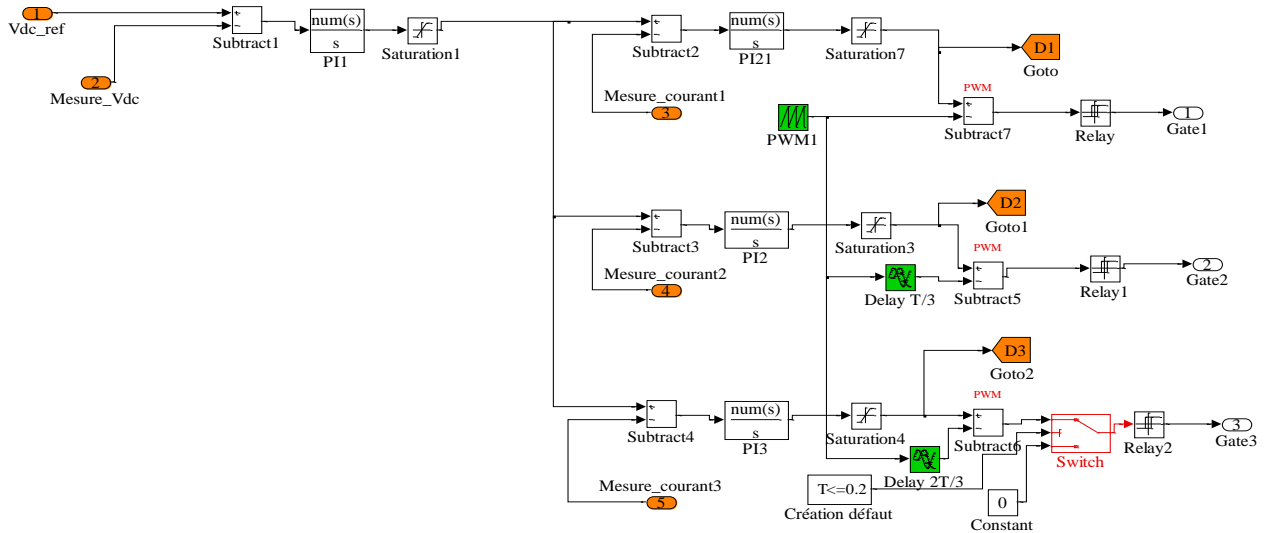 1
Vdc_ref
2
Mesure_Vdc
Subtract1
num(s)
s
PI1
Saturation1
Subtract2
num(s)
s
PI21
Saturation7
D1
Goto
Mesure_courant1
3
PWM1
PWM
Subtract7
Relay
1
Gate1
Subtract3
num(s)
s
PI2
Saturation3
D2
Goto1
Mesure_courant2
4
Delay T/3
PWM
Subtract5
Relay1
2
Gate2
D3
Goto2
Subtract4
num(s)
s
PI3
Saturation4
PWM
Subtract6
Switch
Relay2
3
Gate3
Mesure_courant3
5
Delay 2T/3
T<=0.2
Création défaut
0
Constant